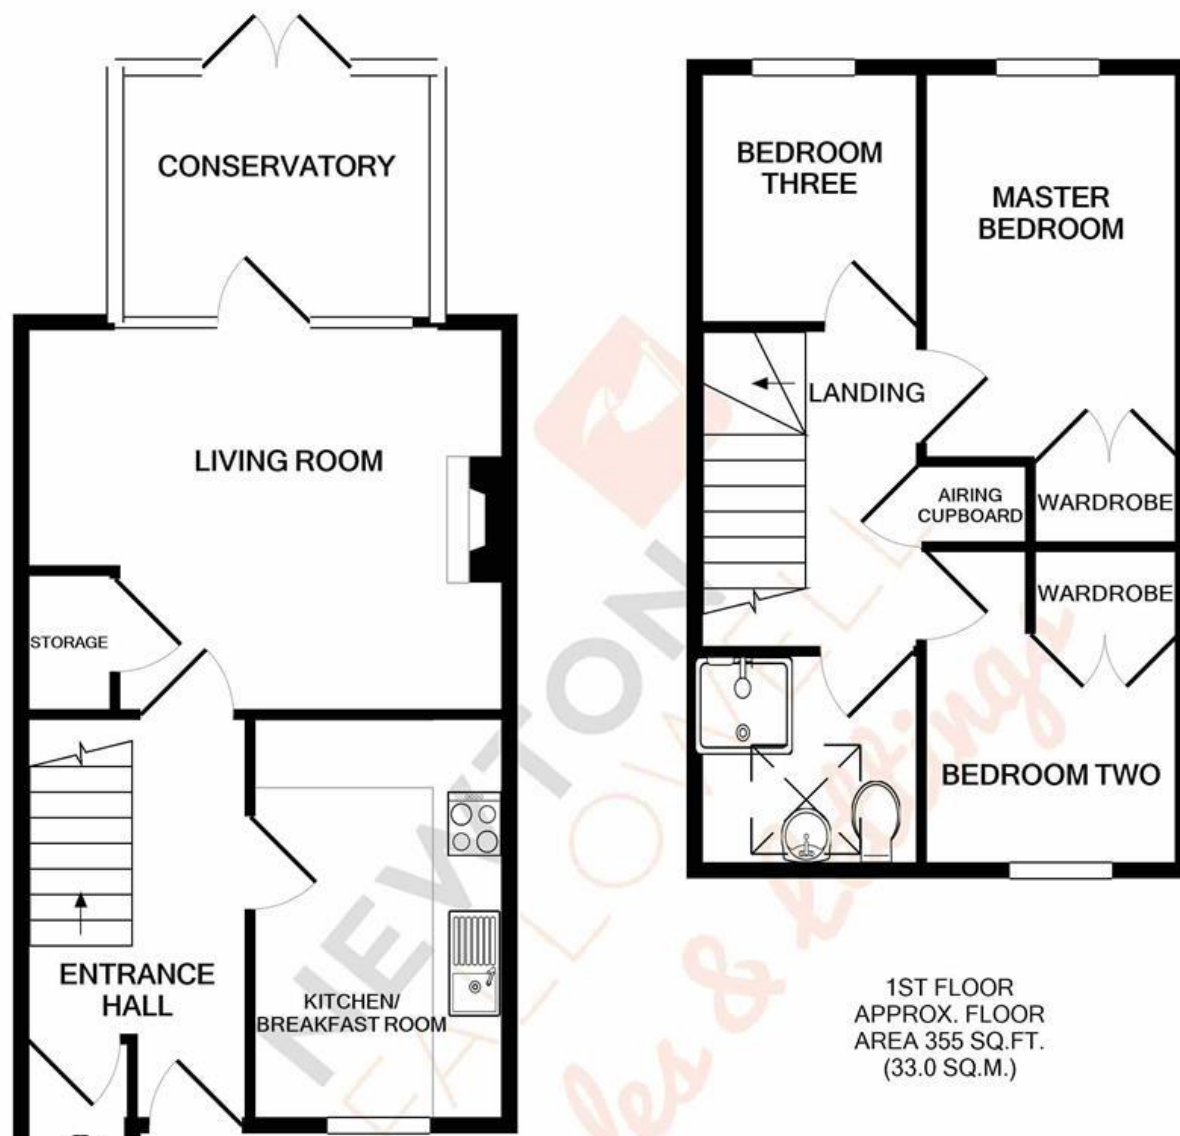 CONSERVATORY
LIVING ROOM
STORAGE
ENTRANCE
HALL
KITCHEN/
BREAKFAST ROOM
BEDROOM
THREE
MASTER
BEDROOM
LANDING
AIRING
CUPBOARD
WARDROBE
WARDROBE
BEDROOM TWO
1ST FLOOR
APPROX. FLOOR
AREA 355 SQ.FT.
(33.0 SQ.M.)
NEWTON
& lettings